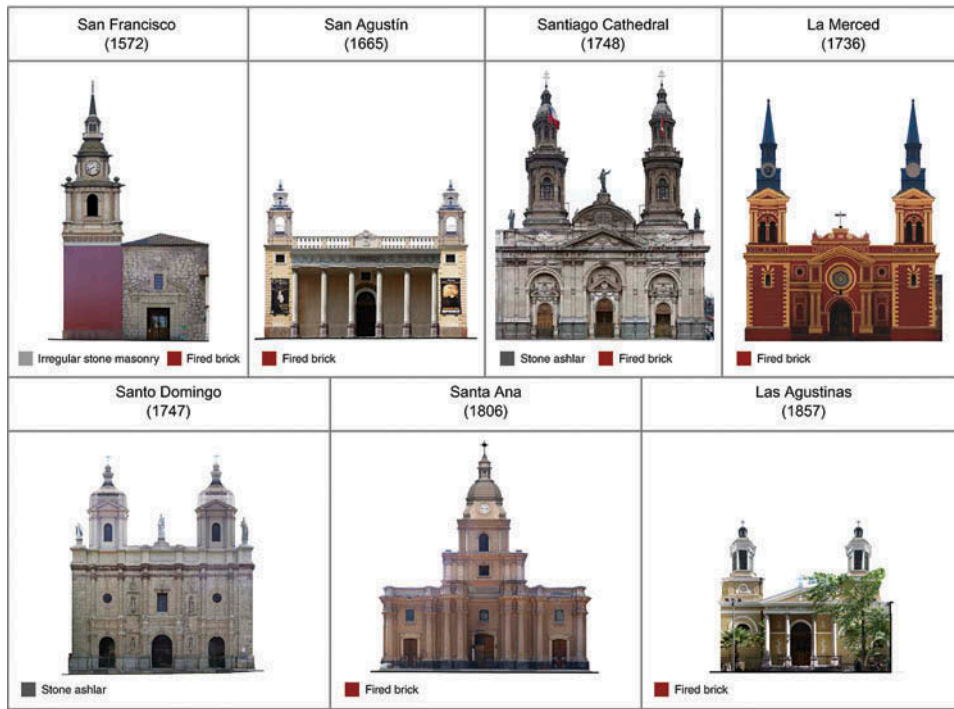 San Francisco
(1572)
San Agustín
(1665)
Santiago Cathedral
(1748)
La Merced
(1736)
Irregular stone masonry
Fired brick
Fired brick
Stone ashlar
Fired brick
Fired brick
Santo Domingo
(1747)
Santa Ana
(1806)
Las Agustinas
(1857)
Stone ashlar
Fired brick
Fired brick